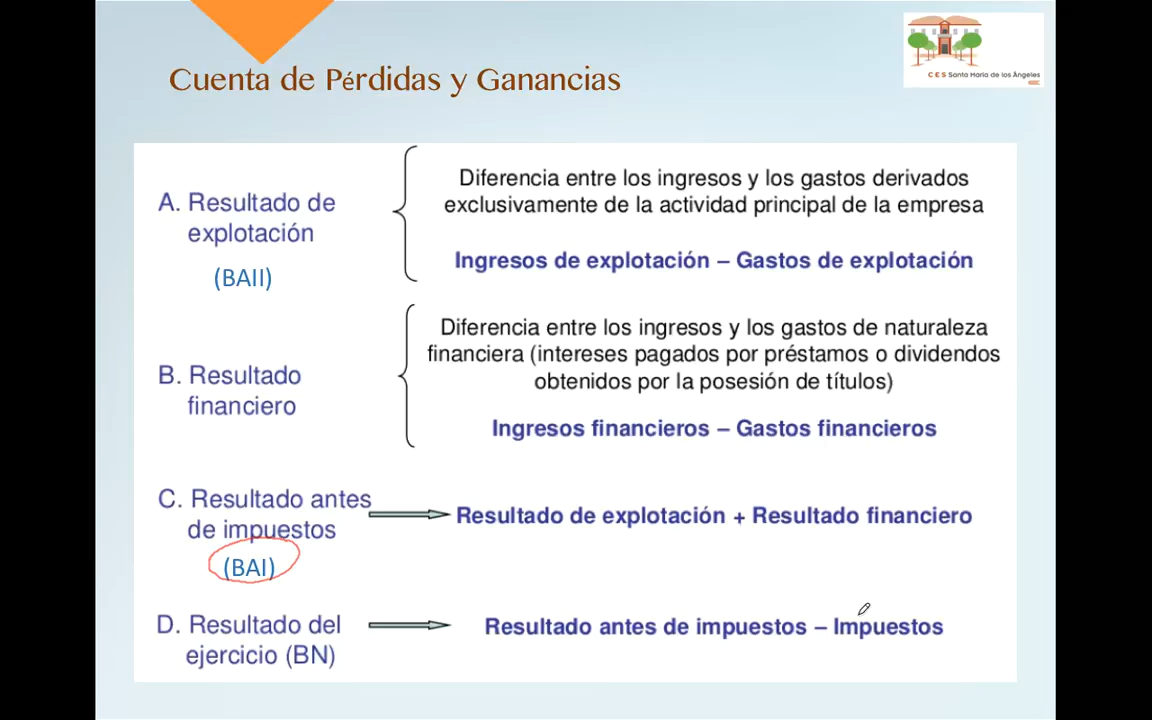 Cuenta de Pérdidas y Ganancias
C E S Santa María de los Ángeles
A. Resultado de
explotación
(BAII)
Diferencia entre los ingresos y los gastos derivados
exclusivamente de la actividad principal de la empresa
Ingresos de explotación – Gastos de explotación
B. Resultado
financiero
Diferencia entre los ingresos y los gastos de naturaleza
financiera (intereses pagados por préstamos o dividendos
obtenidos por la posesión de títulos)
Ingresos financieros – Gastos financieros
C. Resultado antes
de impuestos
(BAI)
Resultado de explotación + Resultado financiero
D. Resultado del
ejercicio (BN)
Resultado antes de impuestos – Impuestos